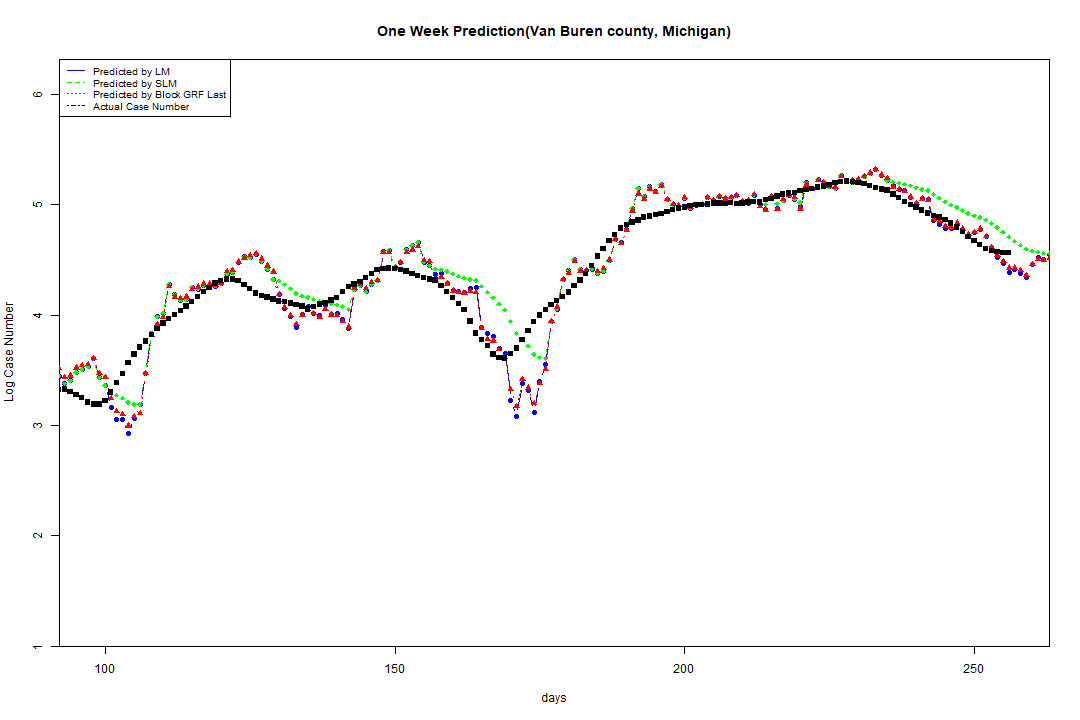 One Week Prediction(Van Buren county, Michigan)
Predicted by LM
Predicted by SLM
Predicted by Block GRF Last
Actual Case Number
6
5
4
3
2
1
Log Case Number
100 150 200 250
days